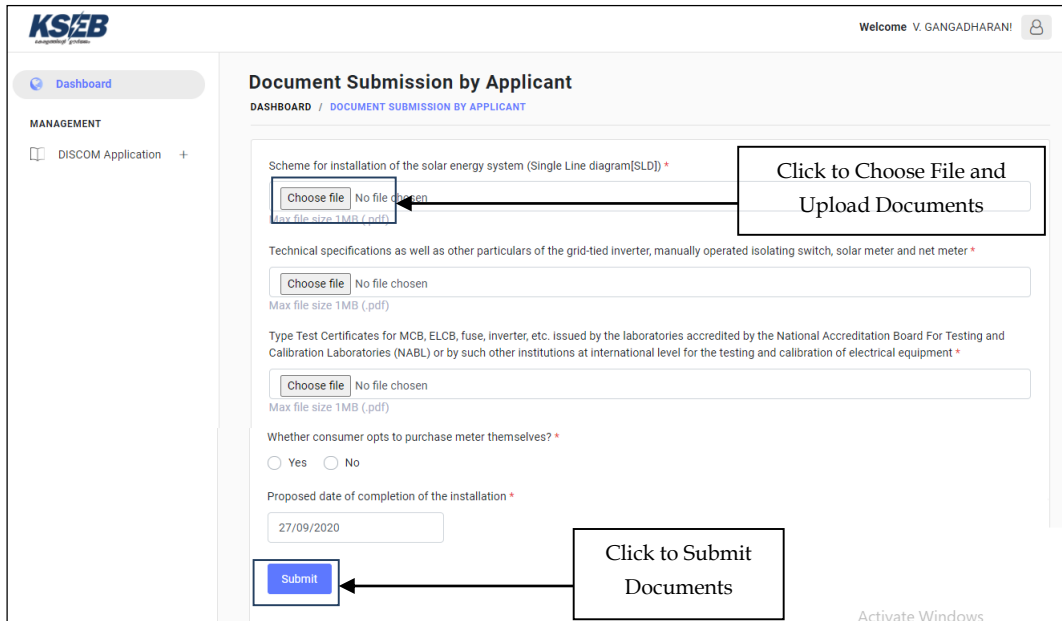 KSEB
Welcome V. GANGADHARAN!
Dashboard
MANAGEMENT
DISCOM Application +
Document Submission by Applicant
DASHBOARD / DOCUMENT SUBMISSION BY APPLICANT
Scheme for installation of the solar energy system (Single Line diagram[SLD]) *
Choose file No file chosen
Max file size 1MB (.pdf)
Click to Choose File and
Upload Documents
Technical specifications as well as other particulars of the grid-tied inverter, manually operated isolating switch, solar meter and net meter *
Choose file No file chosen
Max file size 1MB (.pdf)
Type Test Certificates for MCB, ELCB, fuse, inverter, etc. issued by the laboratories accredited by the National Accreditation Board For Testing and
Calibration Laboratories (NABL) or by such other institutions at international level for the testing and calibration of electrical equipment *
Choose file No file chosen
Max file size 1MB (.pdf)
Whether consumer opts to purchase meter themselves? *
Yes No
Proposed date of completion of the installation *
27/09/2020
Submit
Click to Submit
Documents
Activate Windows